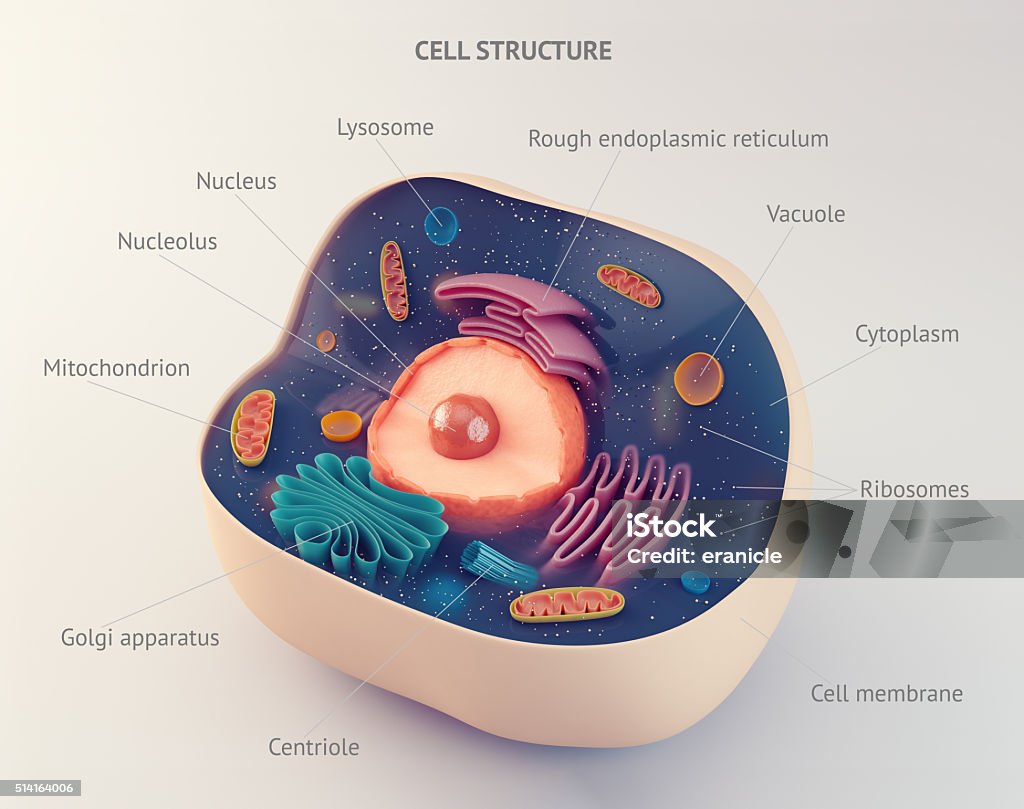 CELL STRUCTURE
Lysosome
Rough endoplasmic reticulum
Nucleus
Vacuole
Nucleolus
Cytoplasm
Mitochondrion
Ribosomes
iStock™
Credit: eranicle
Golgi apparatus
Cell membrane
Centriole
514164006